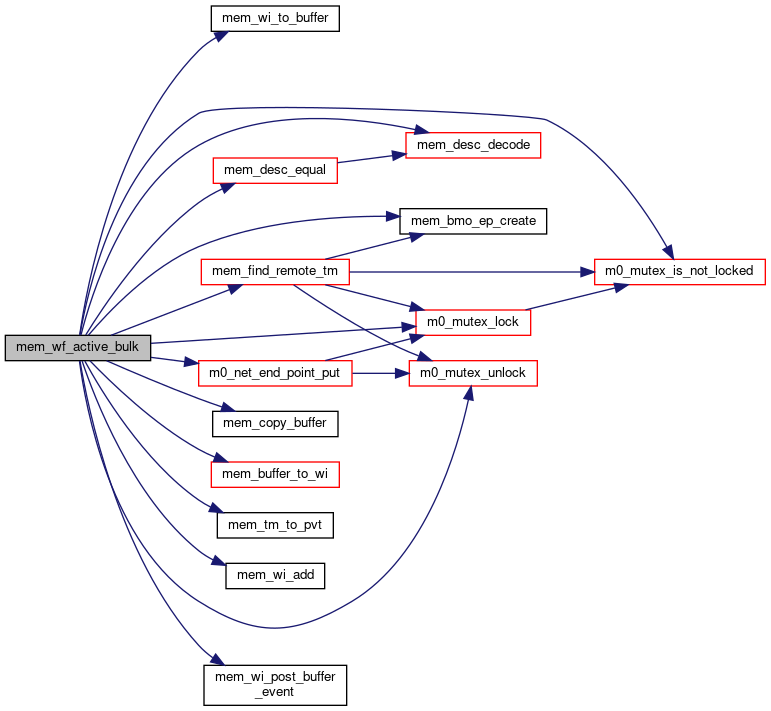 mem_wi_to_buffer
mem_desc_decode
mem_desc_equal
mem_bmo_ep_create
mem_find_remote_tm
m0_mutex_is_not_locked
m0_mutex_lock
mem_wf_active_bulk
m0_net_end_point_put
m0_mutex_unlock
mem_copy_buffer
mem_buffer_to_wi
mem_tm_to_pvt
mem_wi_add
mem_wi_post_buffer
_event